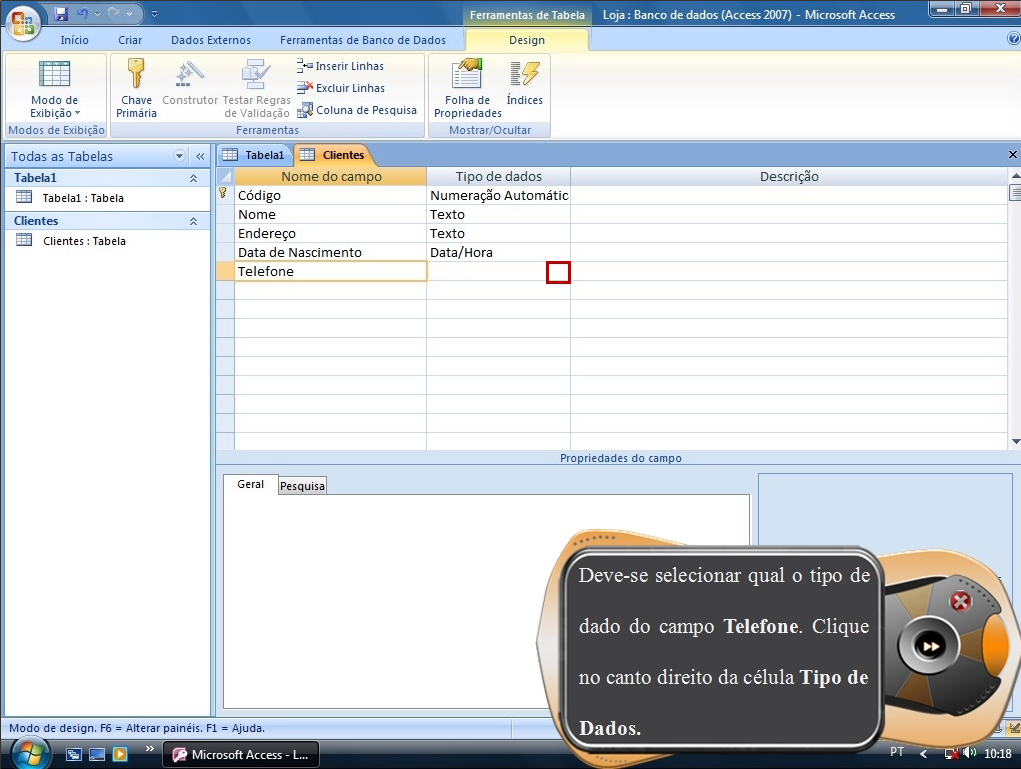 Ferramentas de Tabela
Loja : Banco de dados (Access 2007) - Microsoft Access
Início
Criar
Dados Externos
Ferramentas de Banco de Dados
Design
Modo de Exibição
Chave Primária
Construtor
Testar Regras de Validação
Inserir Linhas
Excluir Linhas
Coluna de Pesquisa
Folha de Propriedades
Índices
Modos de Exibição
Ferramentas
Mostrar/Ocultar
Todas as Tabelas
Tabela1
Tabela1 : Tabela
Clientes
Clientes : Tabela
Tabela1
Clientes
Nome do campo
Tipo de dados
Descrição
Código
Numeração Automátic
Nome
Texto
Endereço
Texto
Data de Nascimento
Data/Hora
Telefone
Propriedades do campo
Geral
Pesquisa
Deve-se selecionar qual o tipo de
dado do campo Telefone. Clique
no canto direito da célula Tipo de
Dados.
Modo de design. F6 = Alterar painéis. F1 = Ajuda.
Microsoft Access - L...
PT
10:18